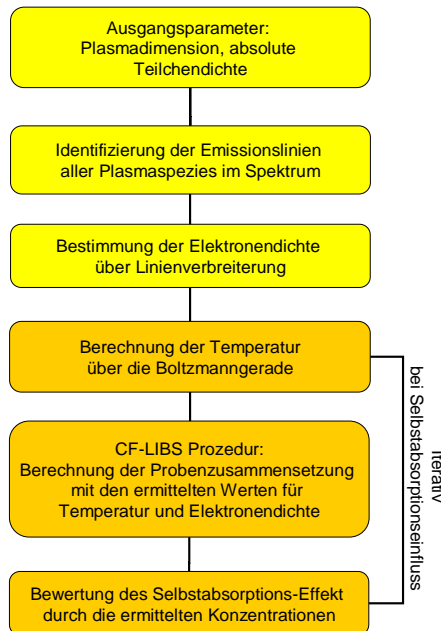 Ausgangsparameter:
Plasmadimension, absolute
Teilchendichte
Identifizierung der Emissionslinien
aller Plasmaspezies im Spektrum
Bestimmung der Elektronendichte
über Linienverbreiterung
Berechnung der Temperatur
über die Boltzmanngerade
CF-LIBS Prozedur:
Berechnung der Probenzusammensetzung
mit den ermittelten Werten für
Temperatur und Elektronendichte
Bewertung des Selbstabsorptions-Effekt
durch die ermittelten Konzentrationen
Iterativ
bei Selbstabsorptionseinfluss